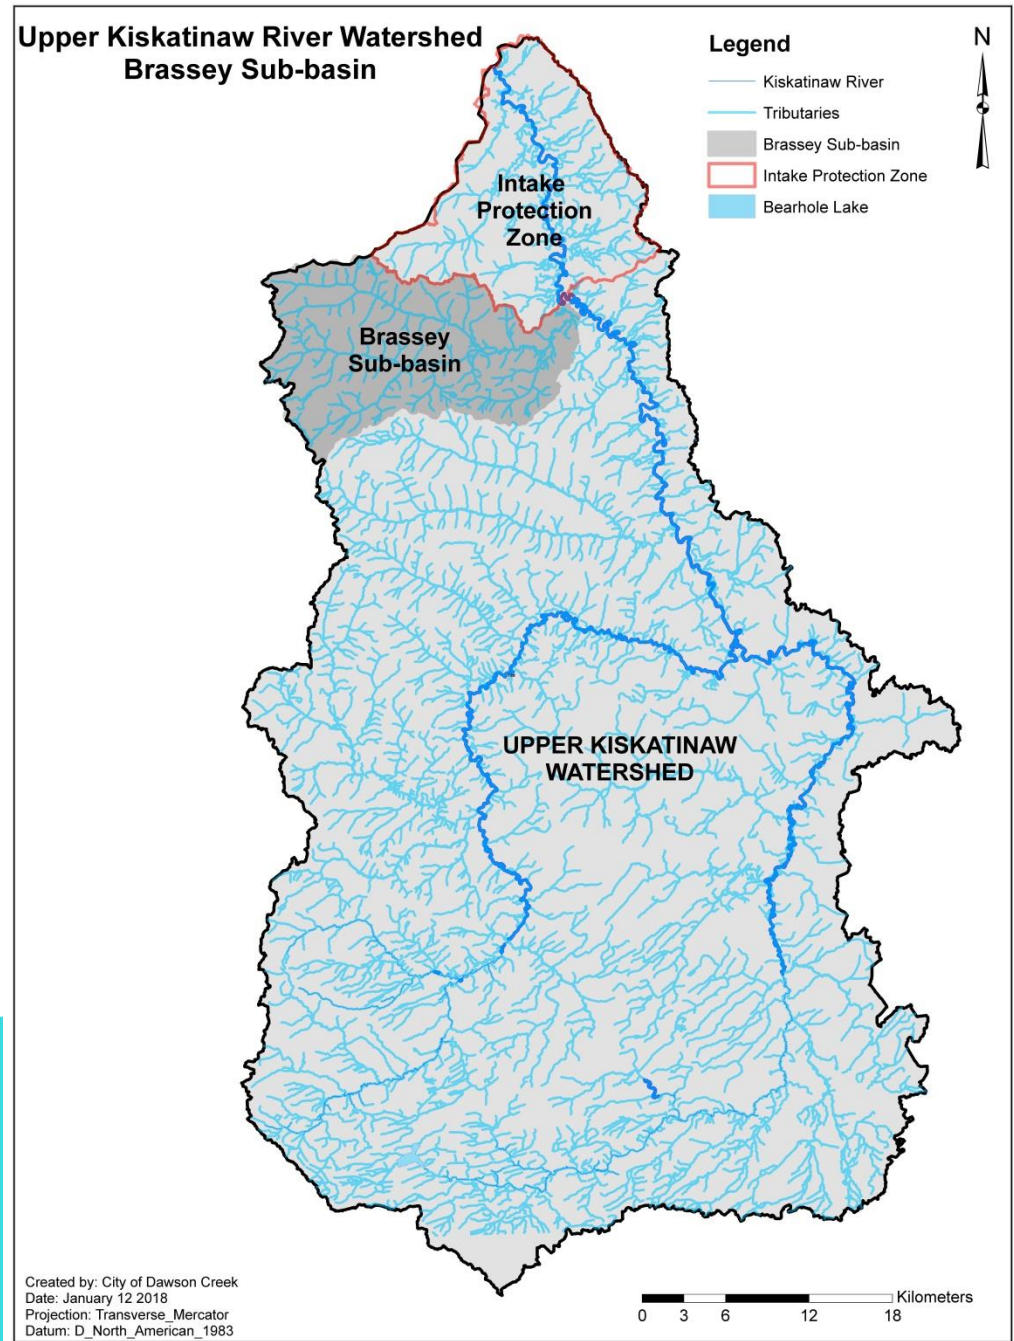 Upper Kiskatinaw River Watershed
Brassey Sub-basin
Legend
Kiskatinaw River
Tributaries
Brassey Sub-basin
Intake Protection Zone
Bearhole Lake
N
Intake
Protection
Zone
Brassey
Sub-basin
UPPER KISKATINAW
WATERSHED
Created by: City of Dawson Creek
Date: January 12 2018
Projection: Transverse_Mercator
Datum: D_North_American_1983
Kilometers
0 3 6 12 18